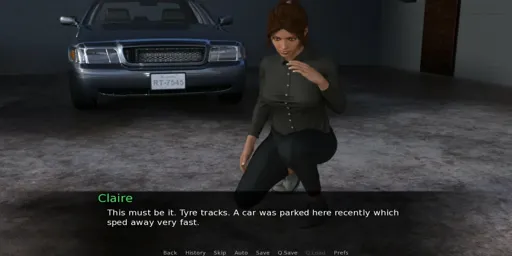 RT-7545
Claire
This must be it. Tyre tracks. A car was parked here recently which
sped away very fast.
Back History Skip Auto Save Q.Save Q.Load Prefs